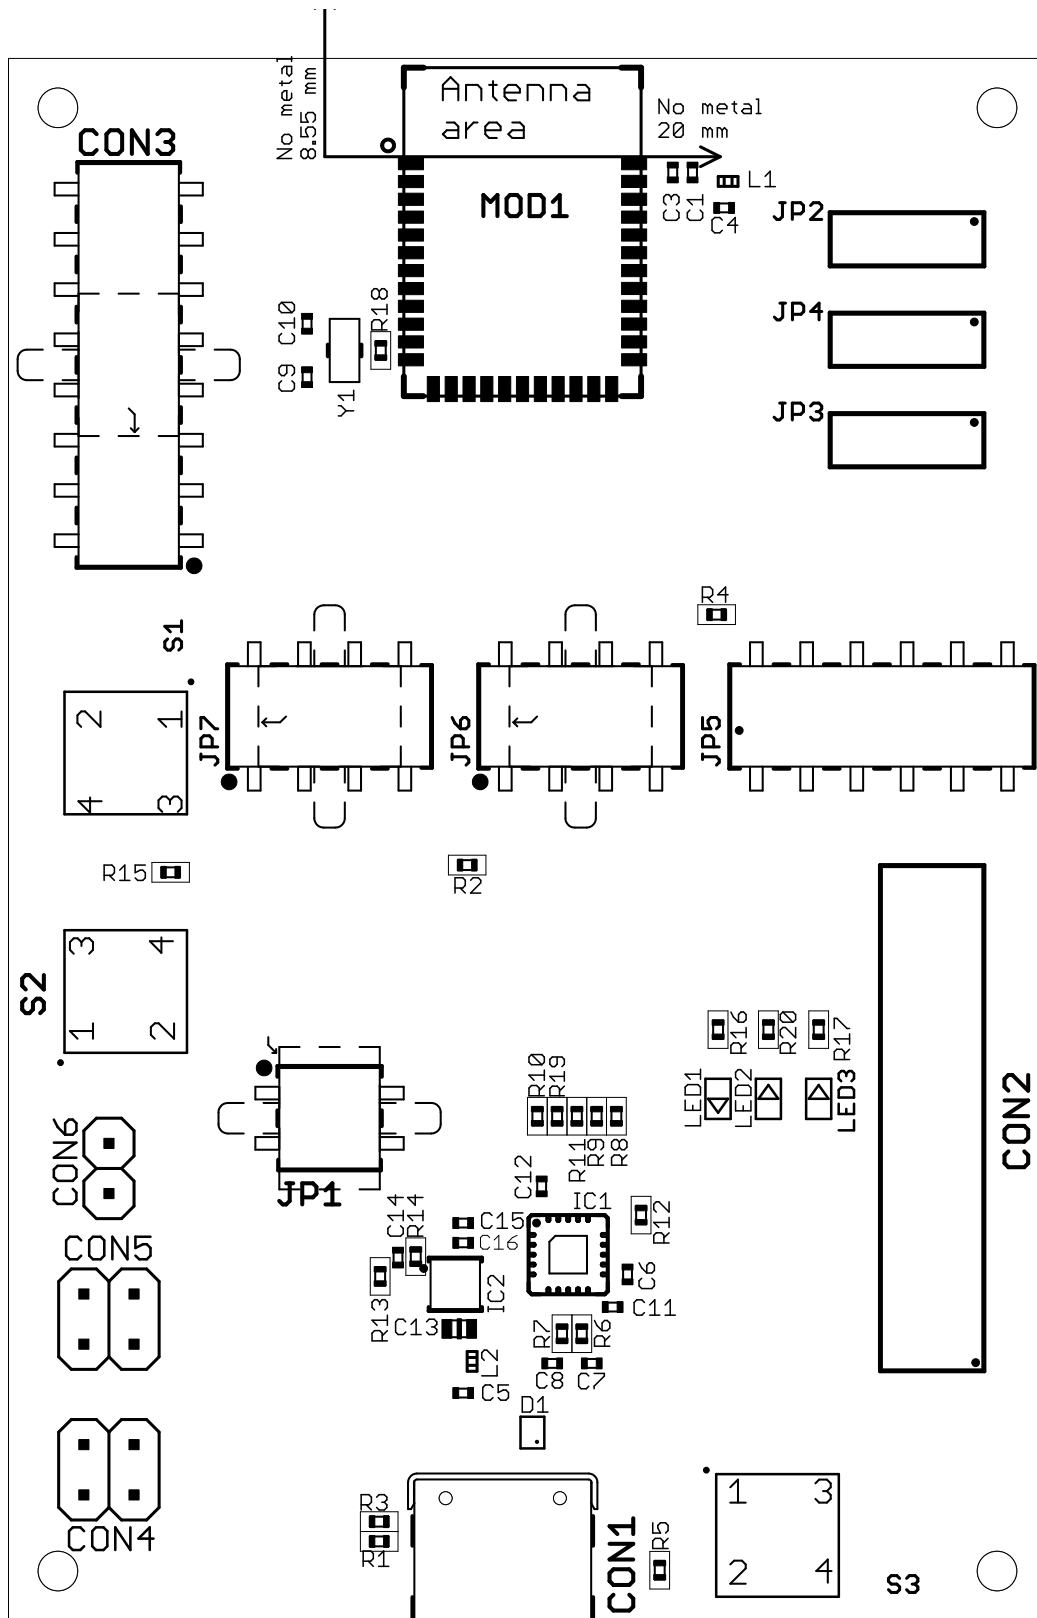 No metal
8.55 mm
Antenna
area
No metal
20 mm
CON3
MOD1
C3
C1
L1
C4
JP2
C10
R18
JP4
C9
Y1
JP3
S1
R4
2
1
4
3
JP7
JP6
JP5
R15
R2
3
4
1
2
S2
R16
R20
R17
LED1
LED2
LED3
CON2
R10
R19
R11
R9
R8
CON6
JP1
C12
IC1
R12
C14
R14
C15
C16
CON5
R13
IC2
C6
C11
C13
R7
R6
L2
C8
C7
C5
D1
1
3
2
4
R3
R1
CON4
CON1
R5
S3